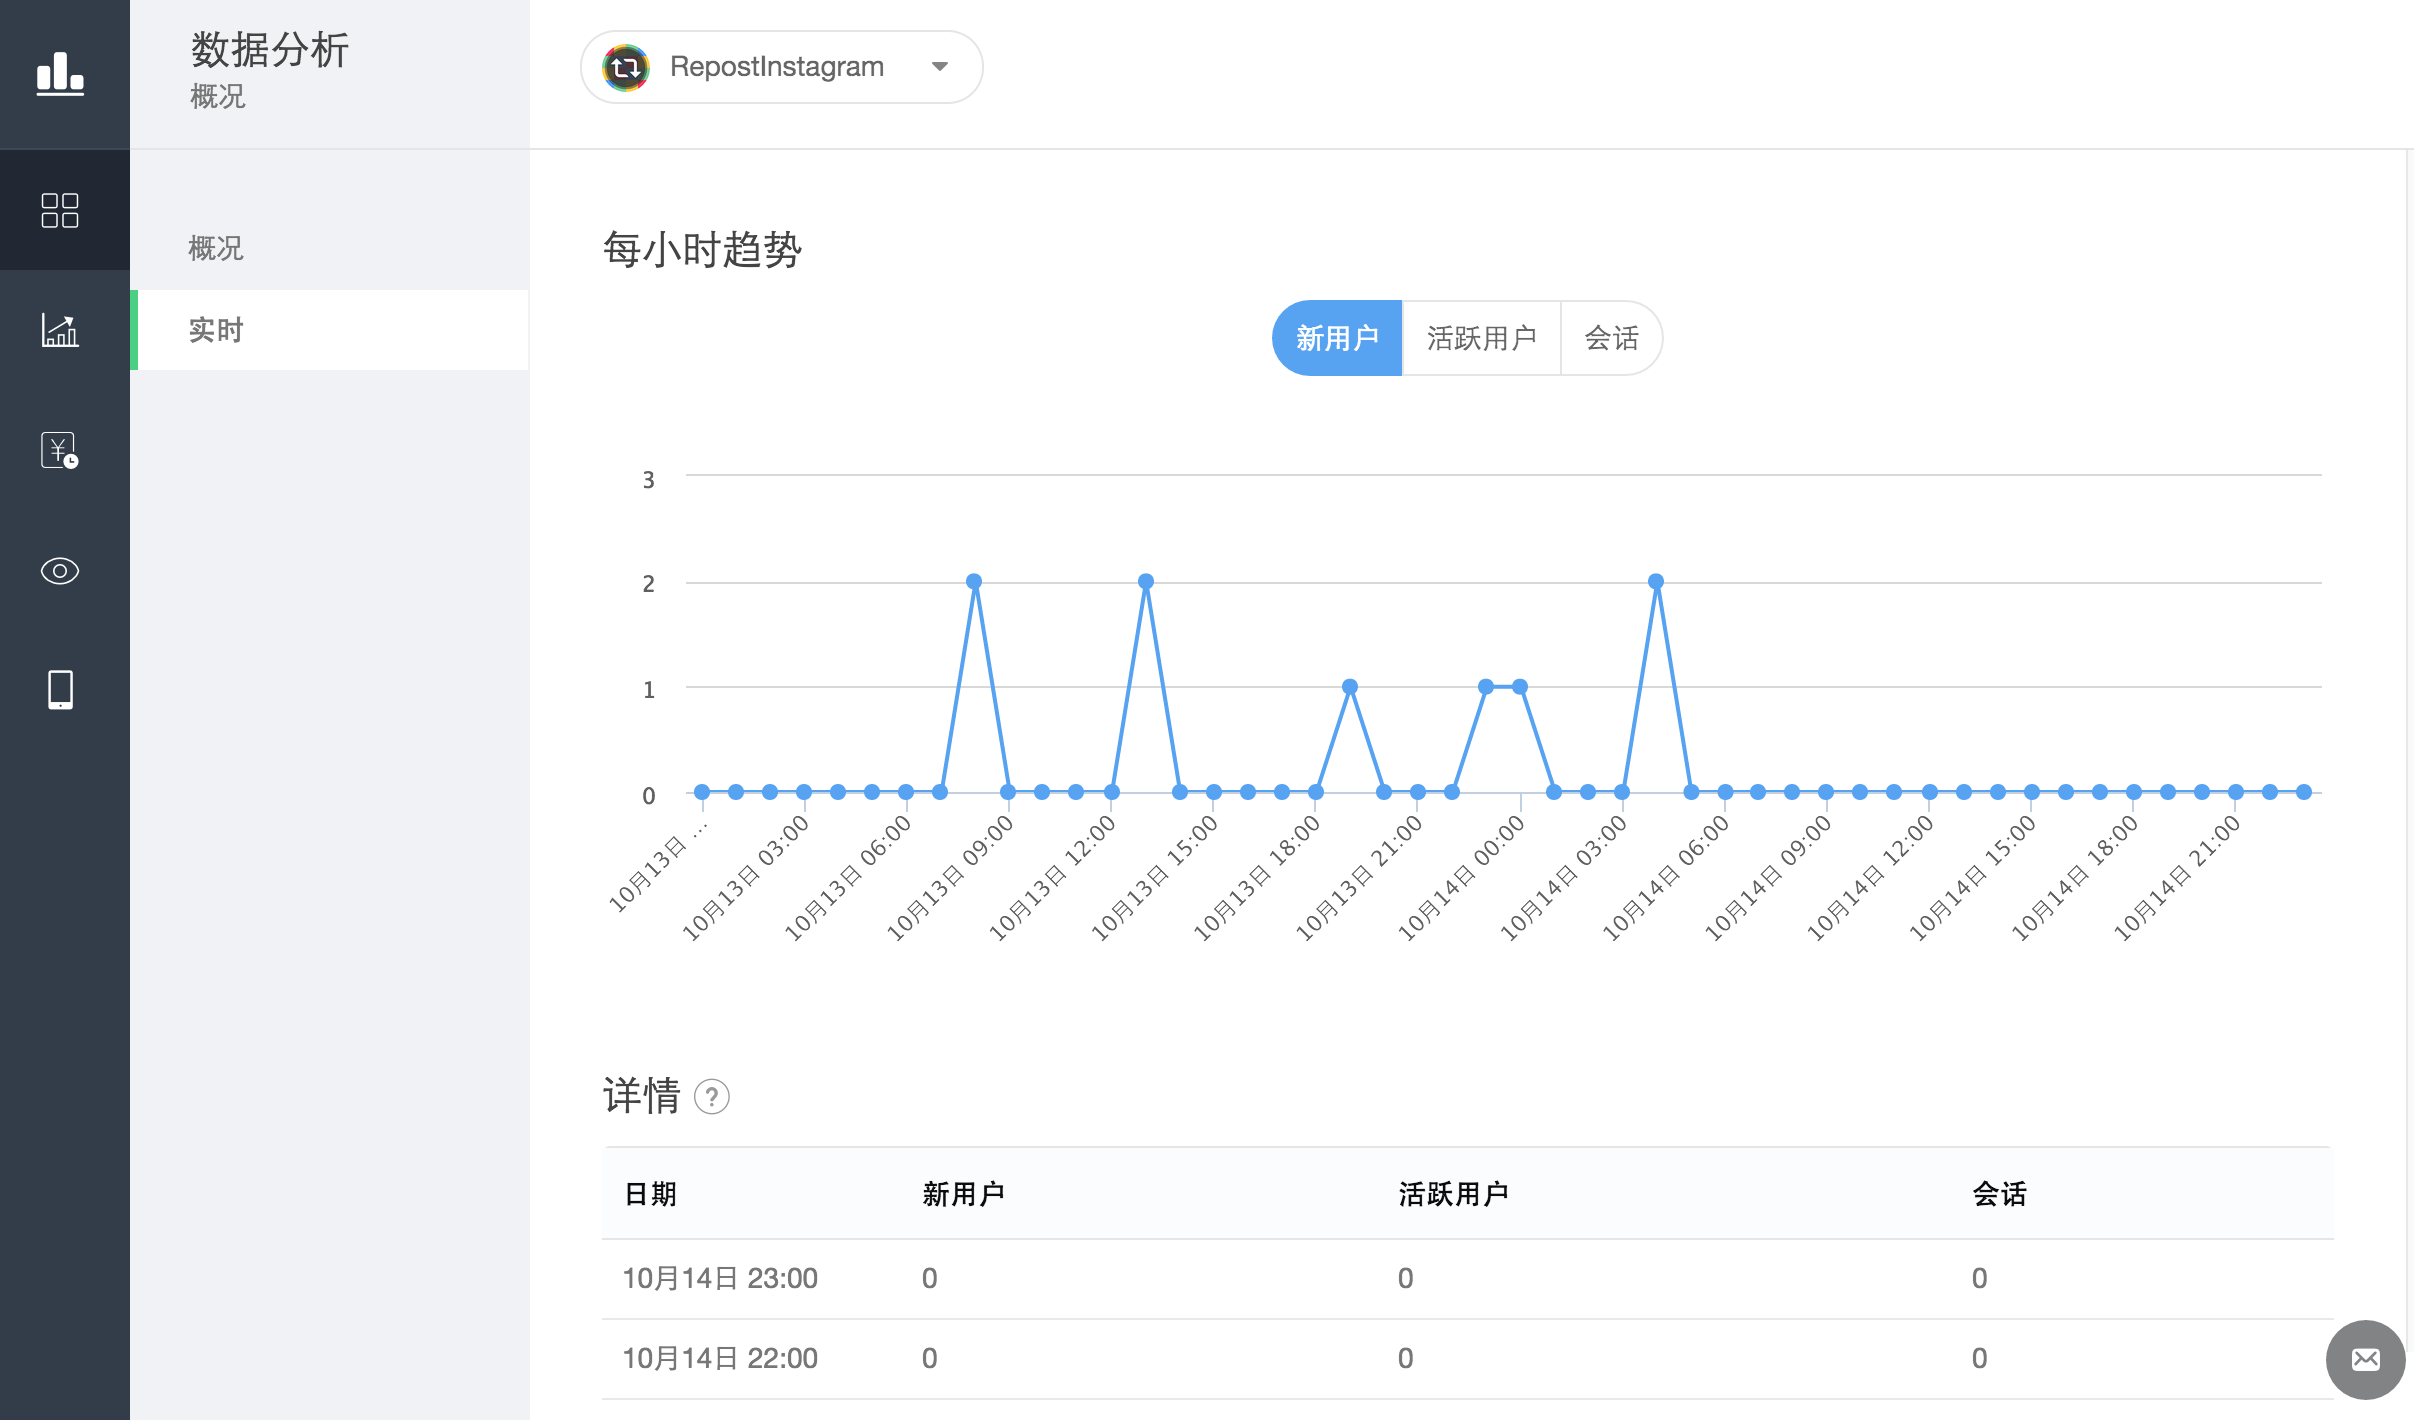 数据分析
概况
RepostInstagram
概况
实时
每小时趋势
新用户 活跃用户 会话
3
2
1
0
10月13日 ...
10月13日 03:00
10月13日 06:00
10月13日 09:00
10月13日 12:00
10月13日 15:00
10月13日 18:00
10月13日 21:00
10月14日 00:00
10月14日 03:00
10月14日 06:00
10月14日 09:00
10月14日 12:00
10月14日 15:00
10月14日 18:00
10月14日 21:00
详情 ?
日期 新用户 活跃用户 会话
10月14日 23:00 0 0 0
10月14日 22:00 0 0 0